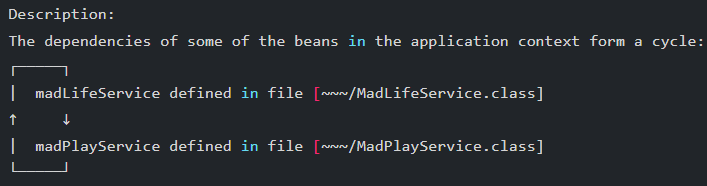 Description:
The dependencies of some of the beans in the application context form a cycle:
┌─────┐
|  madLifeService defined in file [~~~/MadLifeService.class]
↑     ↓
|  madPlayService defined in file [~~~/MadPlayService.class]
└─────┘